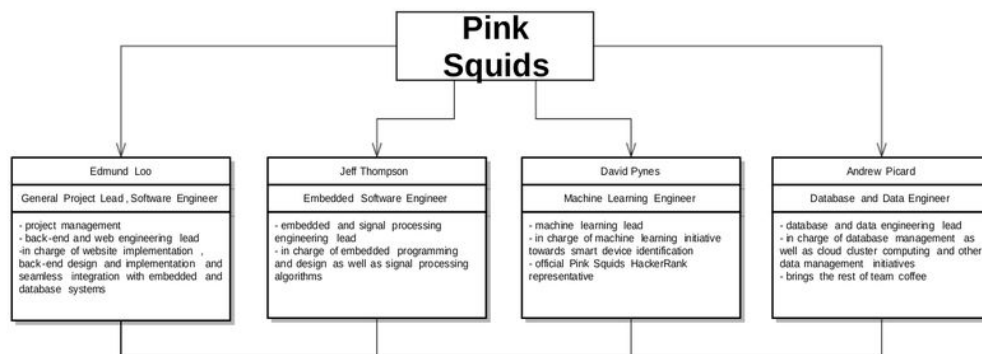 Pink
Squids
Edmund Loo
General Project Lead , Software Engineer
- project management
- back-end and web engineering lead
-in charge of website implementation ,
back-end design and implementation and
seamless integration with embedded and
database systems
Jeff Thompson
Embedded Software Engineer
- embedded and signal processing
engineering lead
- in charge of embedded programming
and design as well as signal processing
algorithms
David Pynes
Machine Learning Engineer
- machine learning lead
- in charge of machine learning initiative
towards smart device identification
- official Pink Squids HackerRank
representative
Andrew Picard
Database and Data Engineer
- database and data engineering lead
- in charge of database management as
well as cloud cluster computing and other
data management initiatives
- brings the rest of team coffee